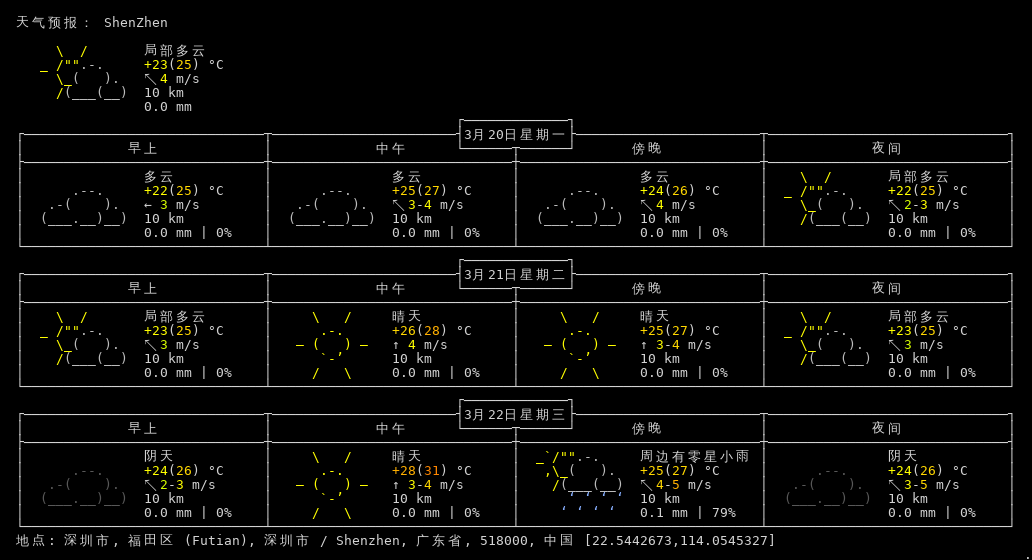 天气预报： ShenZhen
局部多云
+23(25) °C
↖ 4 m/s
10 km
0.0 mm
3月20日星期一
早上 中午 傍晚 夜间
多云 多云 多云 局部多云
+22(25) °C +25(27) °C +24(26) °C +22(25) °C
← 3 m/s ↖ 3-4 m/s ↖ 4 m/s ↖ 2-3 m/s
10 km 10 km 10 km 10 km
0.0 mm | 0% 0.0 mm | 0% 0.0 mm | 0% 0.0 mm | 0%
3月21日星期二
早上 中午 傍晚 夜间
局部多云 晴天 晴天 局部多云
+23(25) °C +26(28) °C +25(27) °C +23(25) °C
↖ 3 m/s ↑ 4 m/s ↑ 3-4 m/s ↖ 3 m/s
10 km 10 km 10 km 10 km
0.0 mm | 0% 0.0 mm | 0% 0.0 mm | 0% 0.0 mm | 0%
3月22日星期三
早上 中午 傍晚 夜间
阴天 晴天 周边有零星小雨 阴天
+24(26) °C +28(31) °C +25(27) °C +24(26) °C
↖ 2-3 m/s ↑ 3-4 m/s ↖ 4-5 m/s ↖ 3-5 m/s
10 km 10 km 10 km 10 km
0.0 mm | 0% 0.0 mm | 0% 0.1 mm | 79% 0.0 mm | 0%
地点: 深圳市, 福田区 (Futian), 深圳市 / Shenzhen, 广东省, 518000, 中国 [22.5442673,114.0545327]